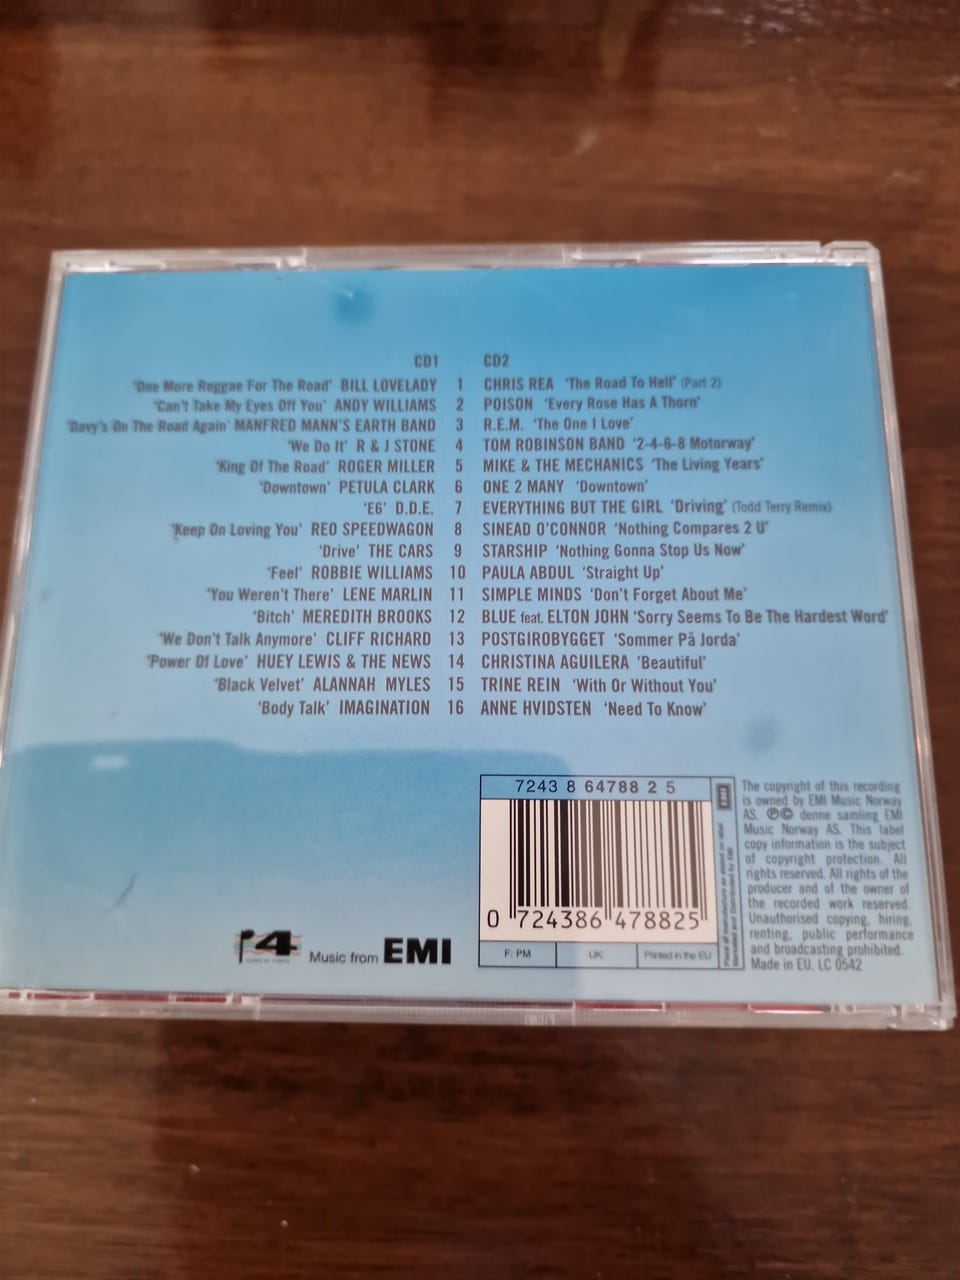 CD1 CD2
'One More Reggae For The Road' BILL LOVELADY 1 CHRIS REA 'The Road To Hell' (Part 2)
'Can't Take My Eyes Off You' ANDY WILLIAMS 2 POISON 'Every Rose Has A Thorn'
'Davy's On The Road Again' MANFRED MANN'S EARTH BAND 3 R.E.M. 'The One I Love'
'We Do It' R & J STONE 4 TOM ROBINSON BAND '2-4-6-8 Motorway'
'King Of The Road' ROGER MILLER 5 MIKE & THE MECHANICS 'The Living Years'
'Downtown' PETULA CLARK 6 ONE 2 MANY 'Downtown'
'E6' D.D.E. 7 EVERYTHING BUT THE GIRL 'Driving' (Todd Terry Remix)
'Keep On Loving You' REO SPEEDWAGON 8 SINEAD O'CONNOR 'Nothing Compares 2 U'
'Drive' THE CARS 9 STARSHIP 'Nothing Gonna Stop Us Now'
'Feel' ROBBIE WILLIAMS 10 PAULA ABDUL 'Straight Up'
'You Weren't There' LENE MARLIN 11 SIMPLE MINDS 'Don't Forget About Me'
'Bitch' MEREDITH BROOKS 12 BLUE feat. ELTON JOHN 'Sorry Seems To Be The Hardest Word'
'We Don't Talk Anymore' CLIFF RICHARD 13 POSTGIROBYGGET 'Sommer På Jorda'
'Power Of Love' HUEY LEWIS & THE NEWS 14 CHRISTINA AGUILERA 'Beautiful'
'Black Velvet' ALANNAH MYLES 15 TRINE REIN 'With Or Without You'
'Body Talk' IMAGINATION 16 ANNE HVIDSTEN 'Need To Know'
7243 8 64788 2 5
EMI
0 724386 478825
F: PM UK: Printed in the EU
Place of manufacture as stated on label
Marketed and Distributed by EMI
The copyright of this recording
is owned by EMI Music Norway
AS. ℗© denne samling EMI
Music Norway AS. This label
copy information is the subject
of copyright protection. All
rights reserved. All rights of the
producer and of the owner of
the recorded work reserved.
Unauthorised copying, hiring,
renting, public performance
and broadcasting prohibited.
Made in EU. LC 0542
Music from EMI